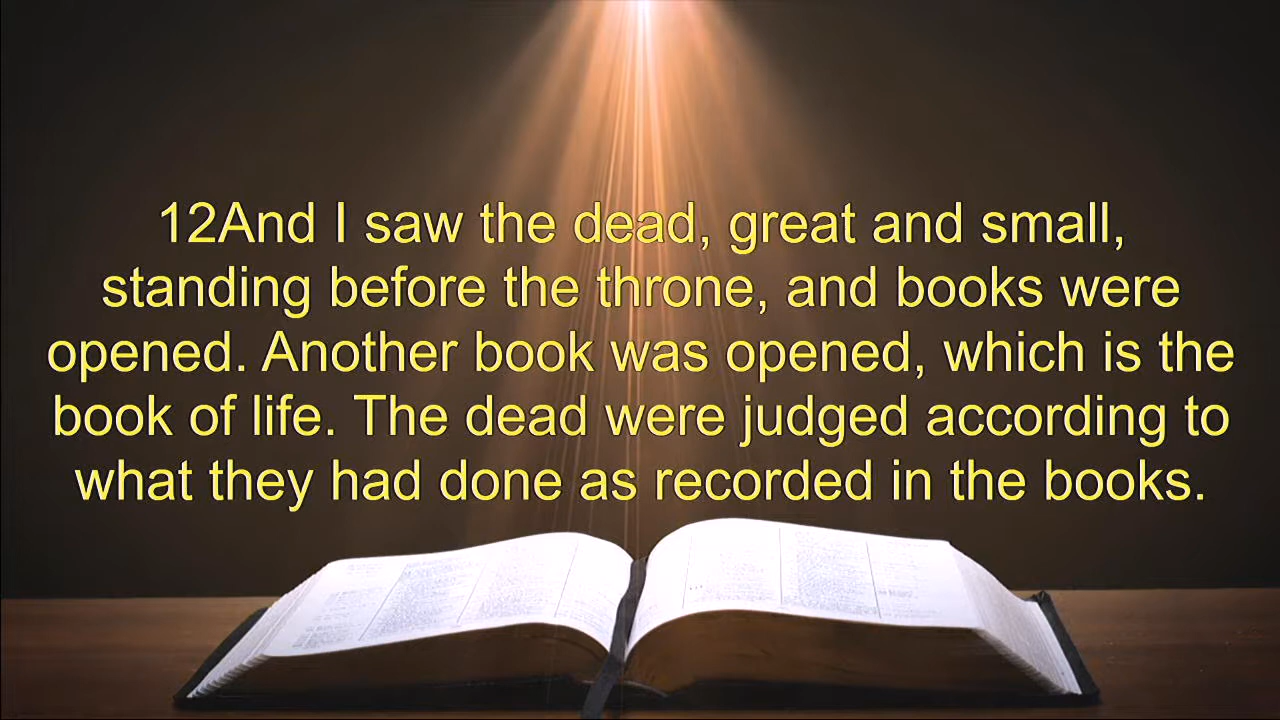 12And I saw the dead, great and small,
standing before the throne, and books were
opened. Another book was opened, which is the
book of life. The dead were judged according to
what they had done as recorded in the books.